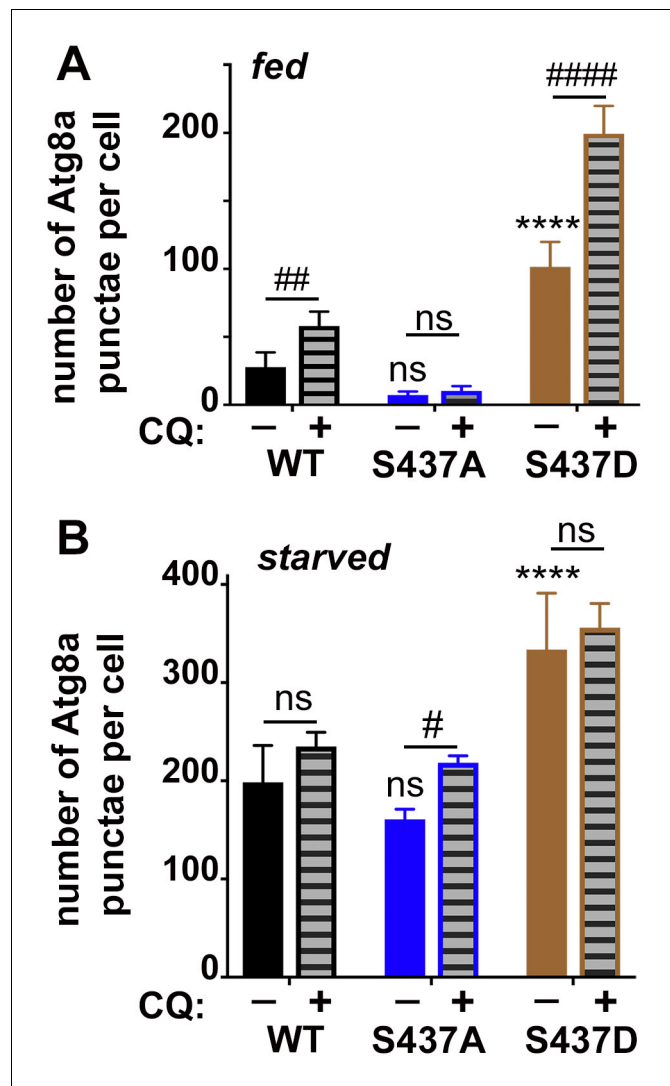 A
fed
number of Atg8a
punctae per cell
200
100
0
##
ns
ns
****
####
CQ: − + − + − +
WT S437A S437D
B
starved
number of Atg8a
punctae per cell
400
300
200
100
0
ns
ns
#
****
ns
CQ: − + − + − +
WT S437A S437D